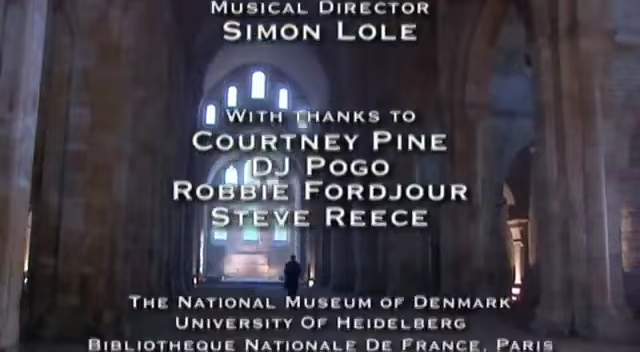 MUSICAL DIRECTOR
SIMON LOLE
WITH THANKS TO
COURTNEY PINE
DJ POGO
ROBBIE FORDJOUR
STEVE REECE
THE NATIONAL MUSEUM OF DENMARK
UNIVERSITY OF HEIDELBERG
BIBLIOTHEQUE NATIONALE DE FRANCE, PARIS